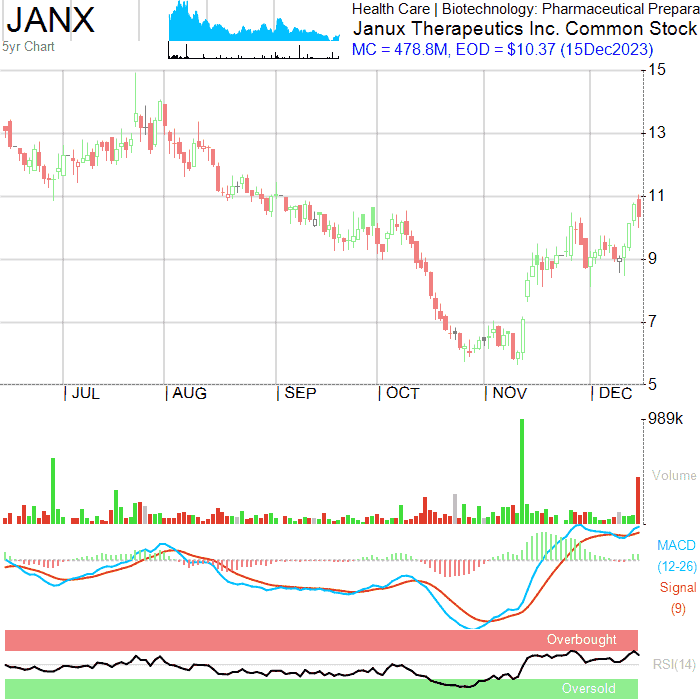 JANX
5yr Chart
Health Care | Biotechnology: Pharmaceutical Prepara
Janux Therapeutics Inc. Common Stock
MC = 478.8M, EOD = $10.37 (15Dec2023)
15
13
11
9
7
5
| JUL | AUG | SEP | OCT | NOV | DEC
989k
Volume
MACD
(12-26)
Signal
(9)
Overbought
RSI(14)
Oversold